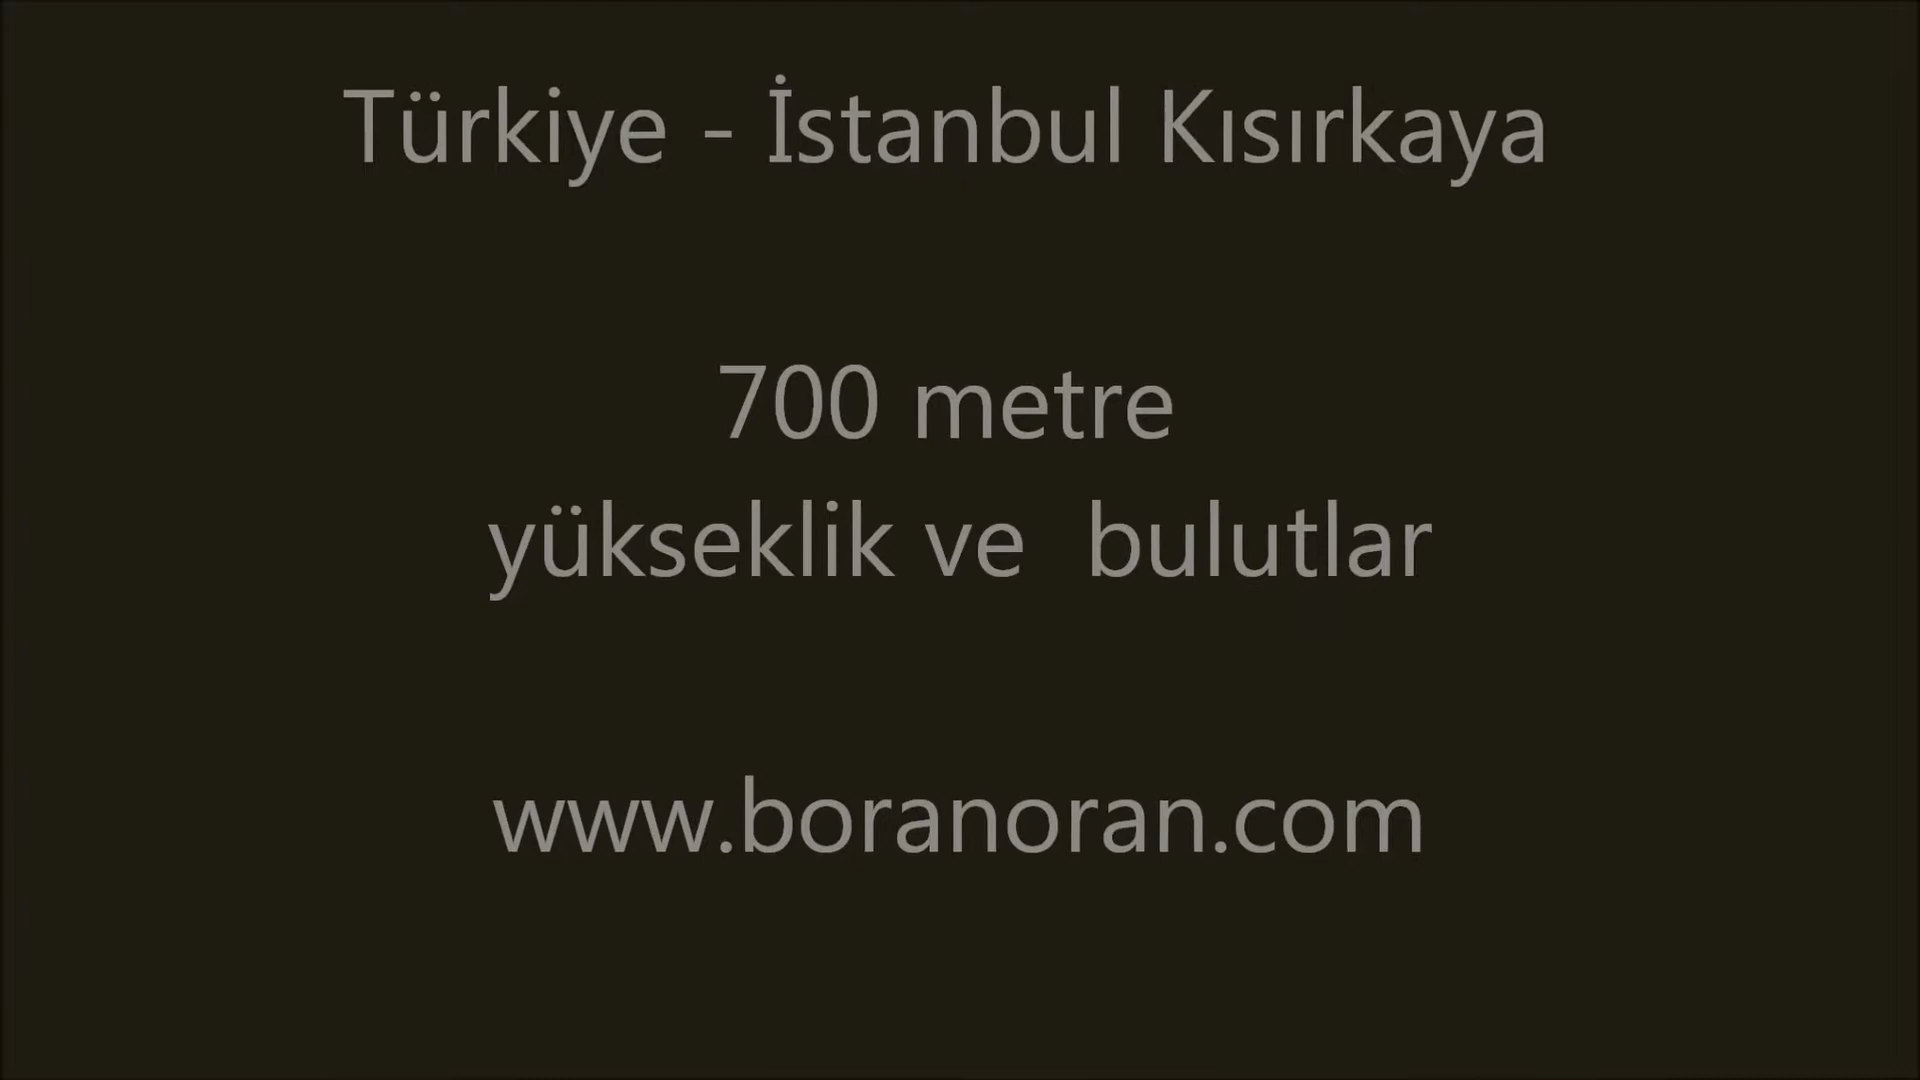 Türkiye - İstanbul Kısırkaya
700 metre
yükseklik ve  bulutlar
www.boranoran.com